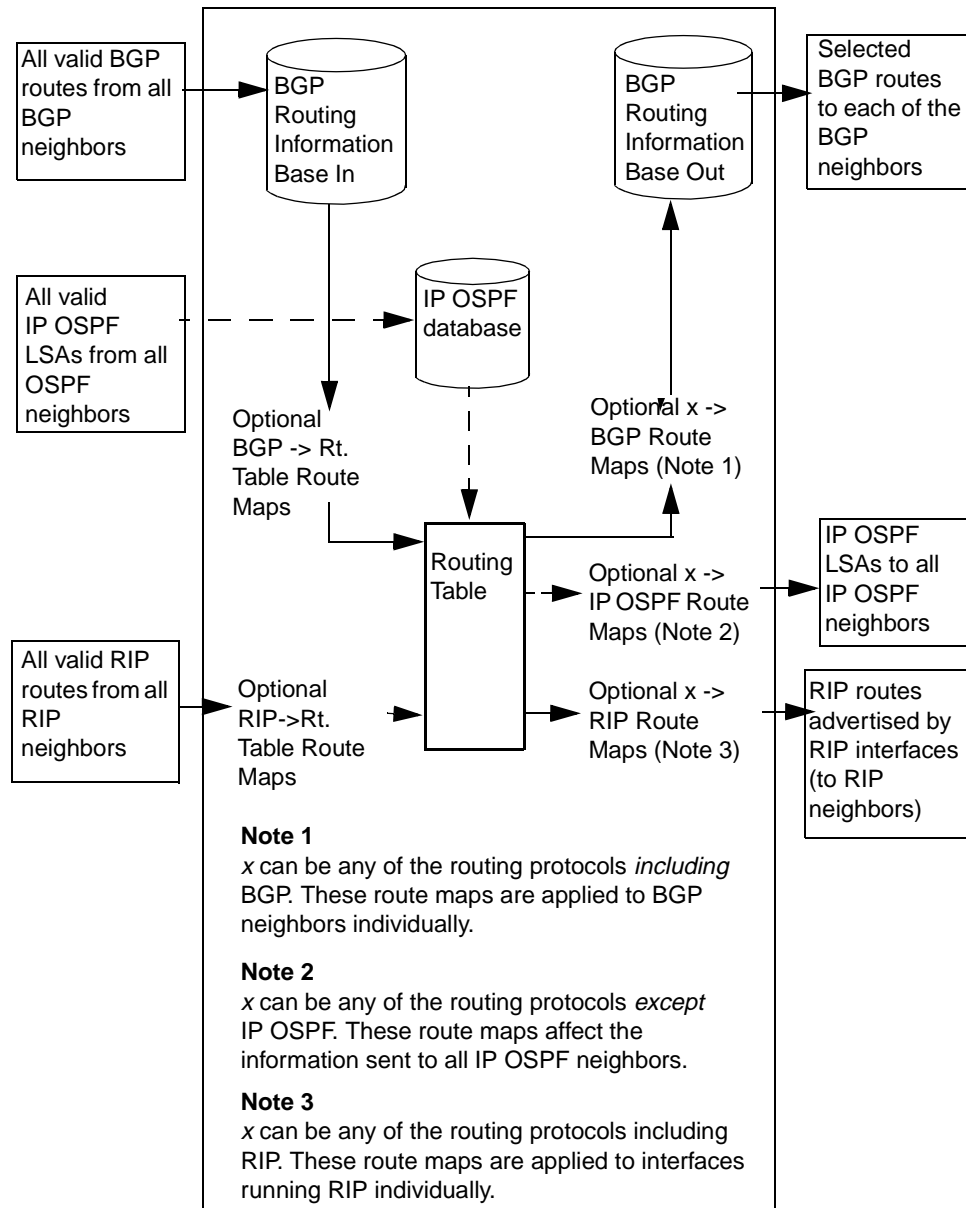 All valid BGP
routes from all
BGP
neighbors
BGP
Routing
Information
Base In
BGP
Routing
Information
Base Out
Selected
BGP routes
to each of the
BGP
neighbors
All valid
IP OSPF
LSAs from all
OSPF
neighbors
IP OSPF
database
Optional
BGP -> Rt.
Table Route
Maps
Optional x ->
BGP Route
Maps (Note 1)
Routing
Table
Optional x ->
IP OSPF Route
Maps (Note 2)
IP OSPF
LSAs to all
IP OSPF
neighbors
All valid RIP
routes from all
RIP
neighbors
Optional
RIP->Rt.
Table Route
Maps
Optional x ->
RIP Route
Maps (Note 3)
RIP routes
advertised by
RIP interfaces
(to RIP
neighbors)
Note 1
x can be any of the routing protocols including
BGP. These route maps are applied to BGP
neighbors individually.
Note 2
x can be any of the routing protocols except
IP OSPF. These route maps affect the
information sent to all IP OSPF neighbors.
Note 3
x can be any of the routing protocols including
RIP. These route maps are applied to interfaces
running RIP individually.